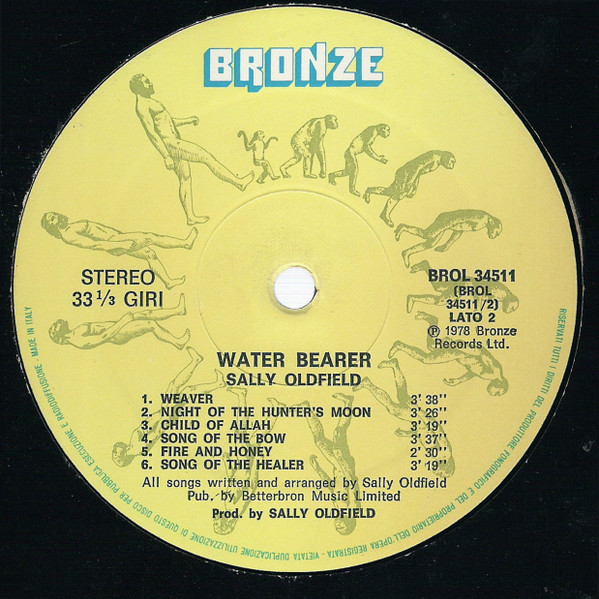 BRONZE
STEREO
33 1/3 GIRI
BROL 34511
(BROL
34511/2)
LATO 2
℗ 1978 Bronze
Records Ltd.
WATER BEARER
SALLY OLDFIELD
1. WEAVER 3' 38''
2. NIGHT OF THE HUNTER'S MOON 3' 26''
3. CHILD OF ALLAH 3' 19''
4. SONG OF THE BOW 3' 37''
5. FIRE AND HONEY 2' 30''
6. SONG OF THE HEALER 3' 19''
All songs written and arranged by Sally Oldfield
Pub. by Betterbron Music Limited
Prod. by SALLY OLDFIELD
RISERVATI TUTTI I DIRITTI DEL PRODUTTORE FONOGRAFICO E DEL PROPRIETARIO DELL'OPERA REGISTRATA - VIETATA DUPLICAZIONE UTILIZZAZIONE DI QUESTO DISCO PER PUBBLICA ESECUZIONE E RADIODIFFUSIONE - MADE IN ITALY